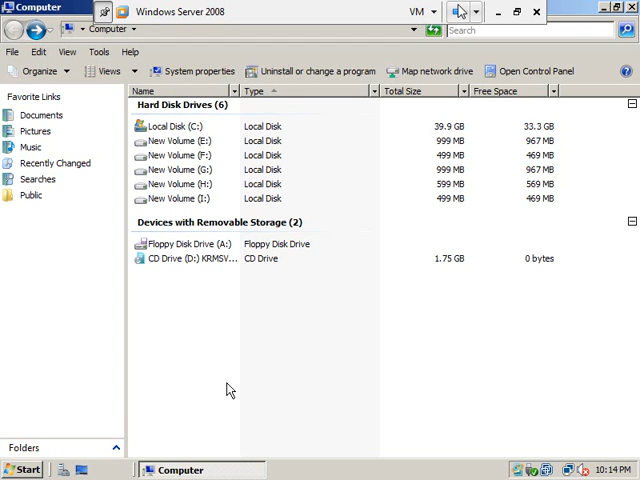 Computer
Windows Server 2008
VM
Computer
Search
File Edit View Tools Help
Organize Views System properties Uninstall or change a program Map network drive Open Control Panel
Favorite Links
Documents
Pictures
Music
Recently Changed
Searches
Public
Name Type Total Size Free Space
Hard Disk Drives (6)
Local Disk (C:) Local Disk 39.9 GB 33.3 GB
New Volume (E:) Local Disk 999 MB 967 MB
New Volume (F:) Local Disk 499 MB 469 MB
New Volume (G:) Local Disk 999 MB 967 MB
New Volume (H:) Local Disk 599 MB 569 MB
New Volume (I:) Local Disk 499 MB 469 MB
Devices with Removable Storage (2)
Floppy Disk Drive (A:) Floppy Disk Drive
CD Drive (D:) KRMSV... CD Drive 1.75 GB 0 bytes
Folders
Start Computer 10:14 PM